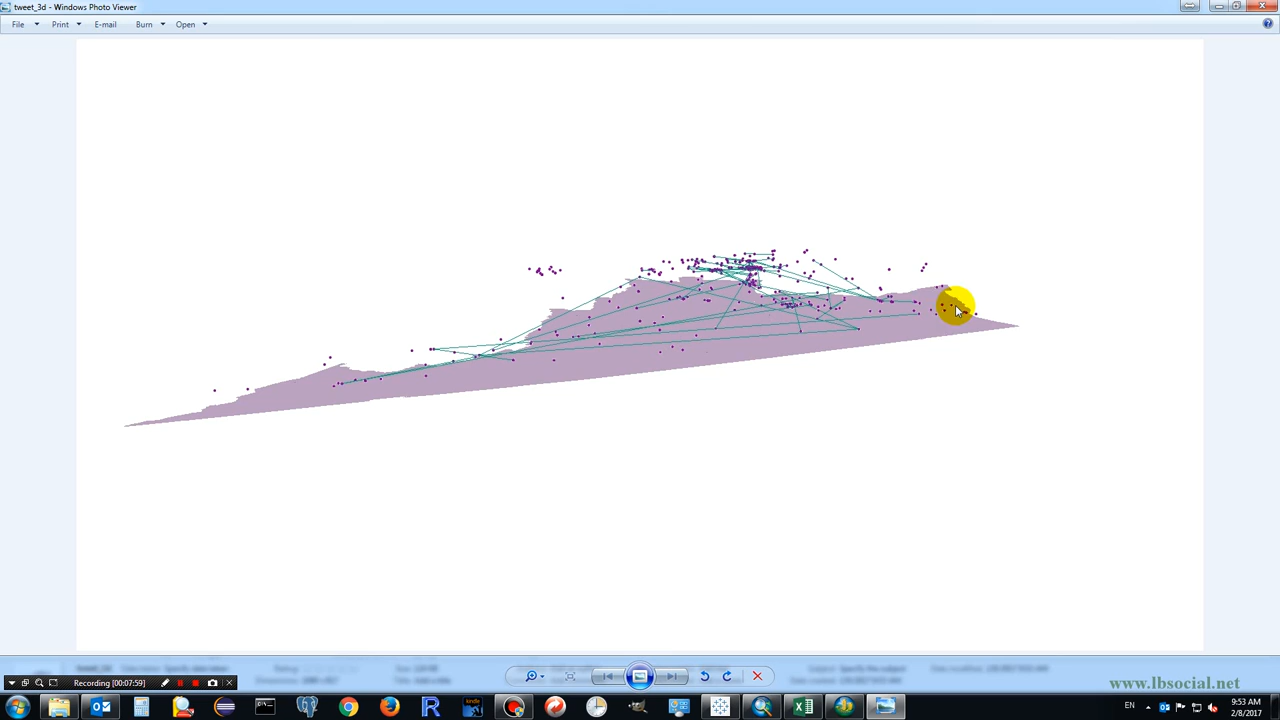 tweet_3d - Windows Photo Viewer
File Print E-mail Burn Open
Recording [00:07:59]
www.lbsocial.net
EN
9:53 AM
2/8/2017